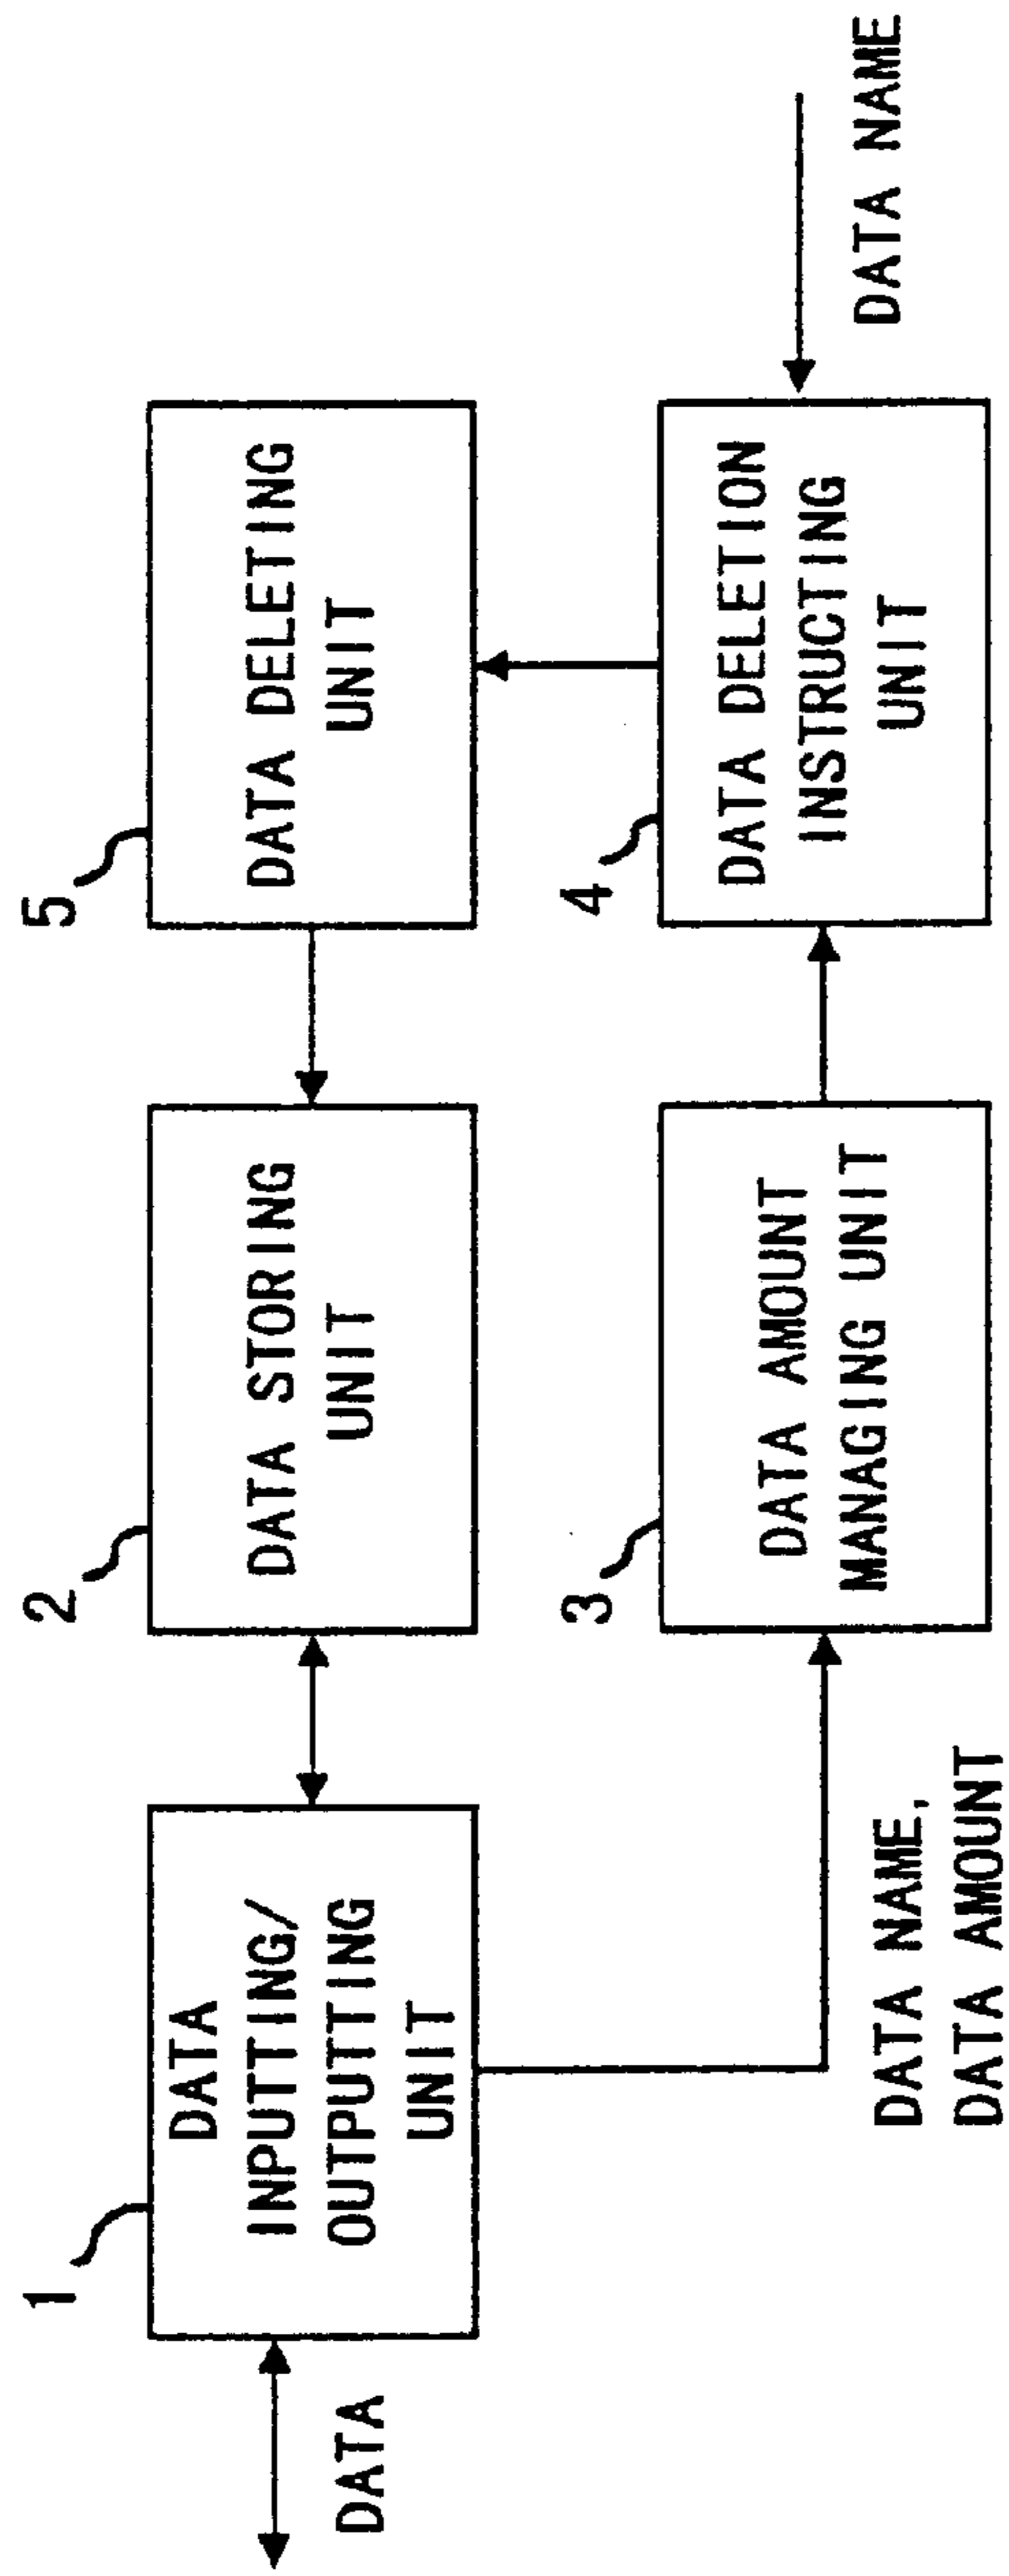 1
DATA
INPUTTING/
OUTPUTTING
UNIT
DATA
2
DATA STORING
UNIT
5
DATA DELETING
UNIT
DATA NAME,
DATA AMOUNT
3
DATA AMOUNT
MANAGING UNIT
4
DATA DELETION
INSTRUCTING
UNIT
DATA NAME